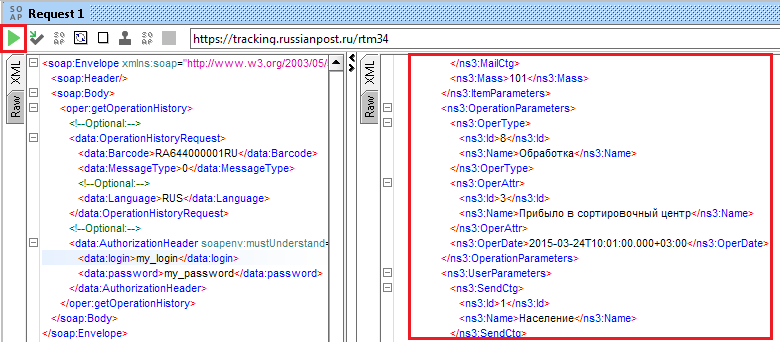 SO AP Request 1
SO AP SO AP https://tracking.russianpost.ru/rtm34
XML
Raw
<soap:Envelope xmlns:soap="http://www.w3.org/2003/05/
<soap:Header/>
<soap:Body>
<oper:getOperationHistory>
<!--Optional:-->
<data:OperationHistoryRequest>
<data:Barcode>RA644000001RU</data:Barcode>
<data:MessageType>0</data:MessageType>
<!--Optional:-->
<data:Language>RUS</data:Language>
</data:OperationHistoryRequest>
<!--Optional:-->
<data:AuthorizationHeader soapenv:mustUnderstand=
<data:login>my_login</data:login>
<data:password>my_password</data:password>
</data:AuthorizationHeader>
</oper:getOperationHistory>
</soap:Body>
</soap:Envelope>
XML
Raw
</ns3:MailCtg>
<ns3:Mass>101</ns3:Mass>
</ns3:ItemParameters>
<ns3:OperationParameters>
<ns3:OperType>
<ns3:Id>8</ns3:Id>
<ns3:Name>Обработка</ns3:Name>
</ns3:OperType>
<ns3:OperAttr>
<ns3:Id>3</ns3:Id>
<ns3:Name>Прибыло в сортировочный центр</ns3:Name>
</ns3:OperAttr>
<ns3:OperDate>2015-03-24T10:01:00.000+03:00</ns3:OperDate>
</ns3:OperationParameters>
<ns3:UserParameters>
<ns3:SendCtg>
<ns3:Id>1</ns3:Id>
<ns3:Name>Население</ns3:Name>
</ns3:SendCtg>